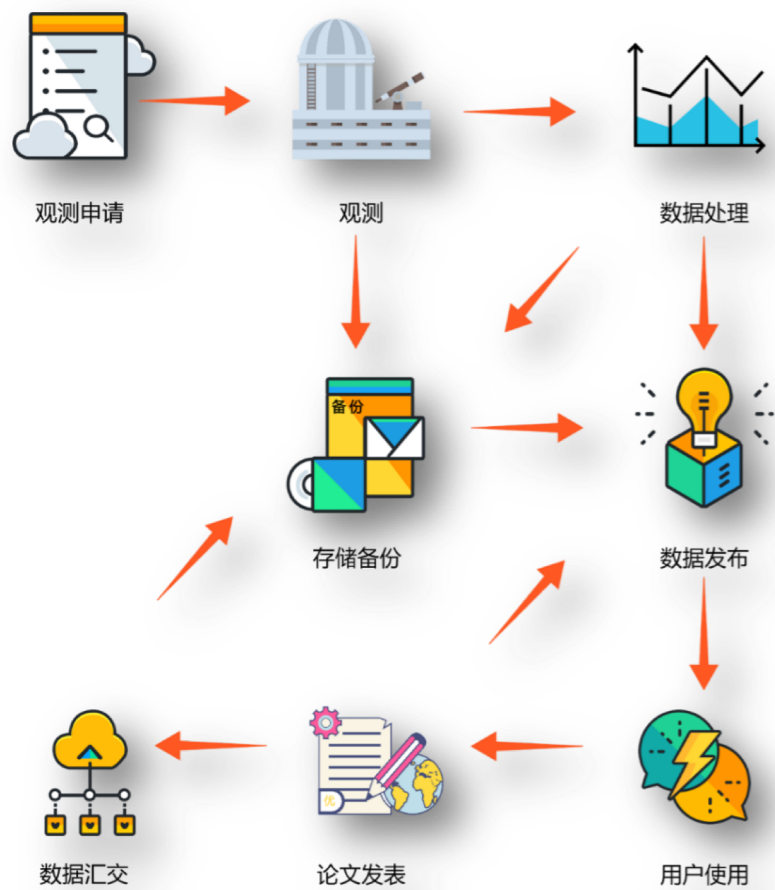 观测申请
观测
数据处理
备份
存储备份
数据发布
优
数据汇交
论文发表
用户使用